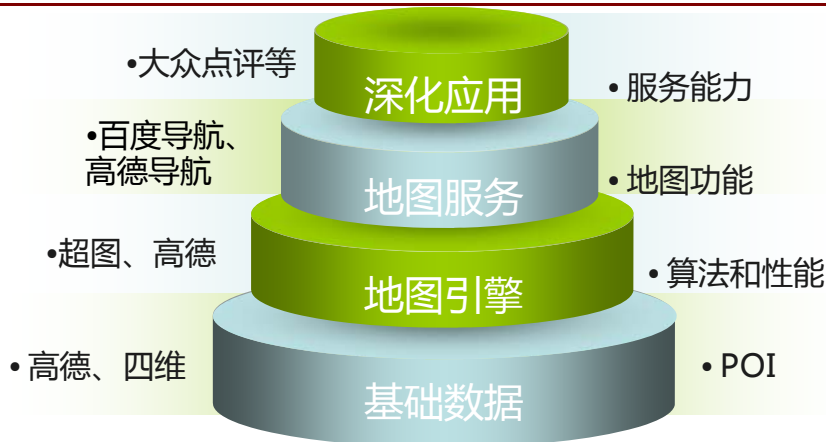 •大众点评等
深化应用
• 服务能力
•百度导航、
高德导航
地图服务
• 地图功能
•超图、高德
地图引擎
• 算法和性能
• 高德、四维
基础数据
• POI